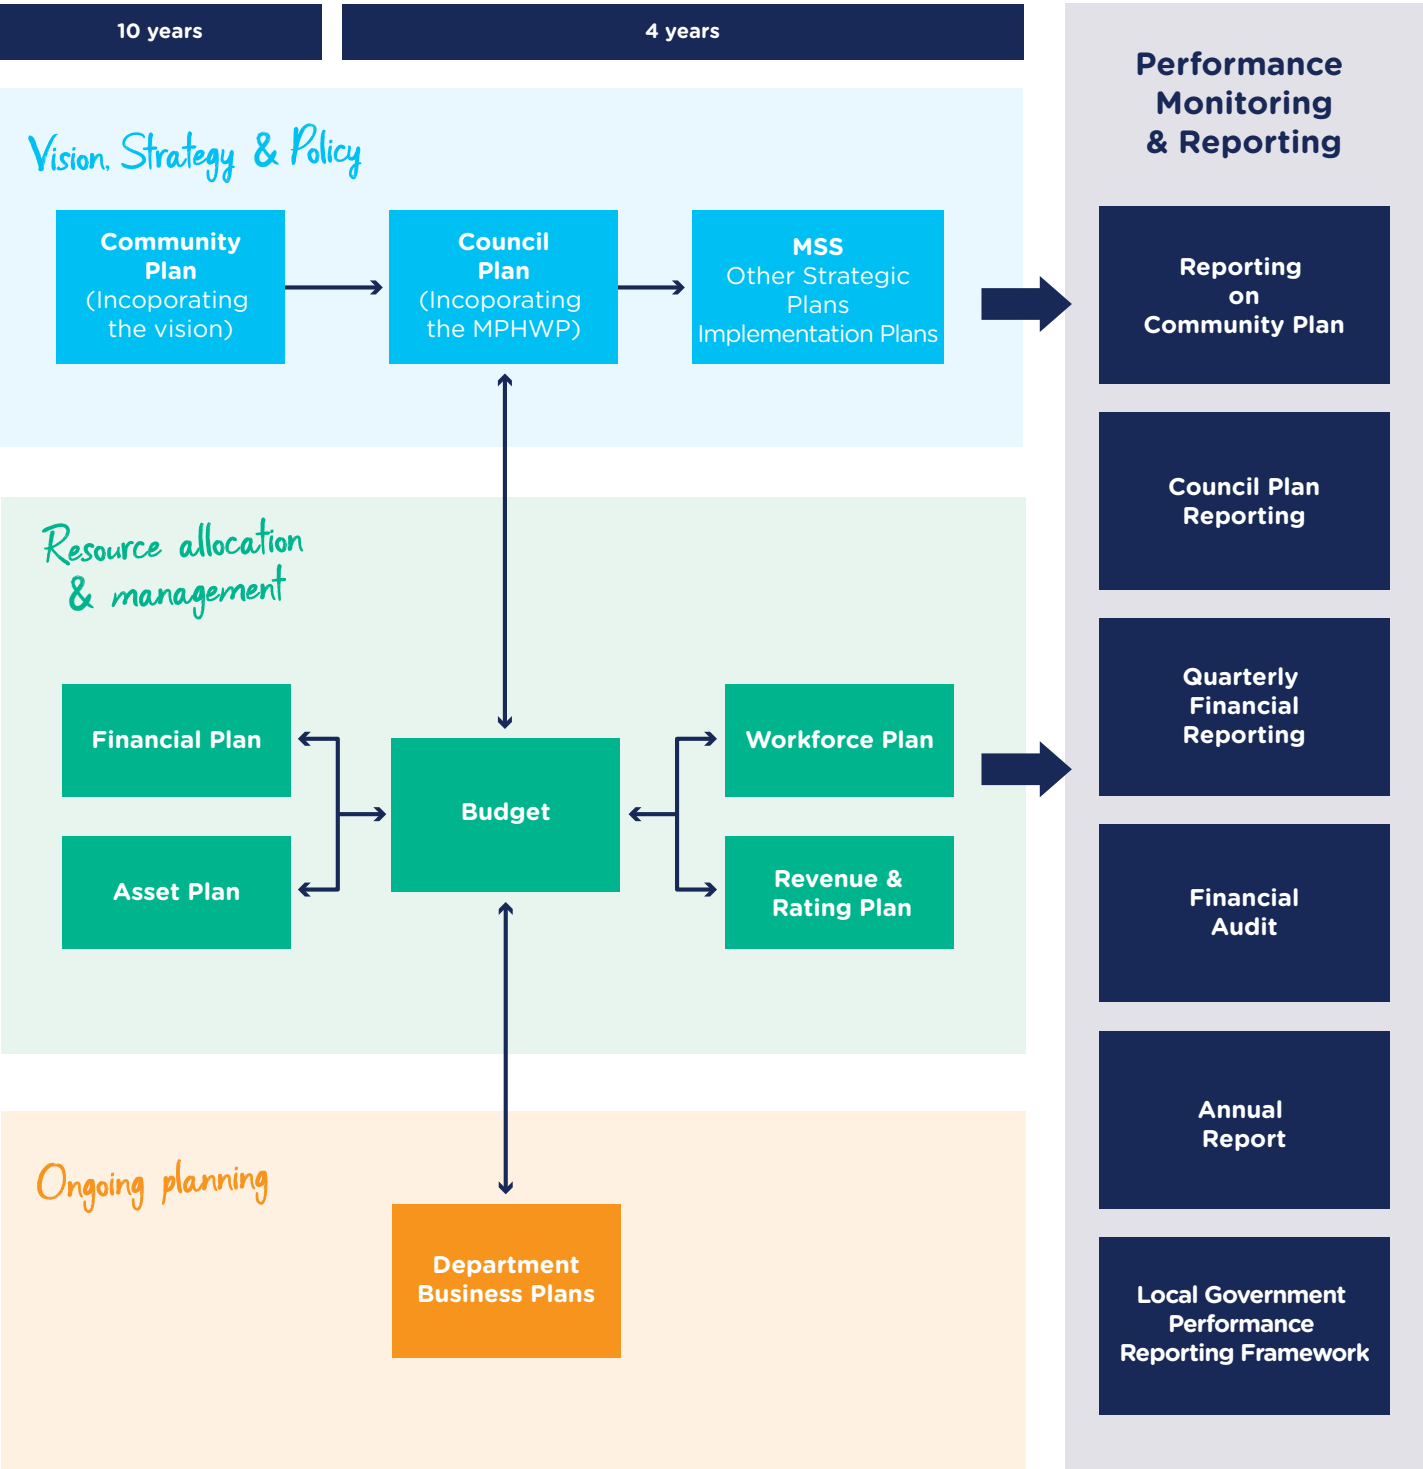 10 years
4 years
Vision, Strategy & Policy
Community
Plan
(Incoporating
the vision)
Council
Plan
(Incoporating
the MPHWP)
MSS
Other Strategic
Plans
Implementation Plans
Resource allocation
& management
Financial Plan
Asset Plan
Budget
Workforce Plan
Revenue &
Rating Plan
Ongoing planning
Department
Business Plans
Performance
Monitoring
& Reporting
Reporting
on
Community Plan
Council Plan
Reporting
Quarterly
Financial
Reporting
Financial
Audit
Annual
Report
Local Government
Performance
Reporting Framework